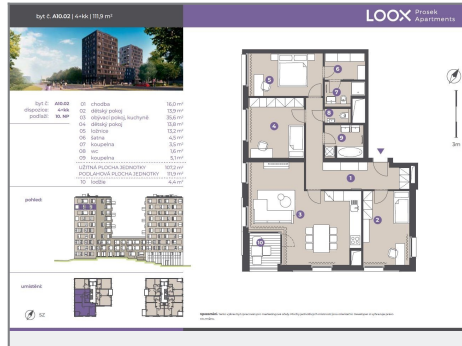 byt č. A10.02 | 4+kk | 111,9 m²
LOOX Prosek Apartments
byt č. A10.02
dispozice: 4+kk
podlaží: 10. NP
01 chodba 16,0 m²
02 dětský pokoj 13,9 m²
03 obývací pokoj, kuchyně 35,6 m²
04 dětský pokoj 13,8 m²
05 ložnice 13,2 m²
06 šatna 4,5 m²
07 koupelna 3,5 m²
08 wc 1,6 m²
09 koupelna 5,1 m²
UŽITNÁ PLOCHA JEDNOTKY 107,2 m²
PODLAHOVÁ PLOCHA JEDNOTKY 111,9 m²
10 lodžie 4,4 m²
pohled:
umístění:
SZ
5
6
7
4
8
9
1
3
2
10
3m
Upozornění: